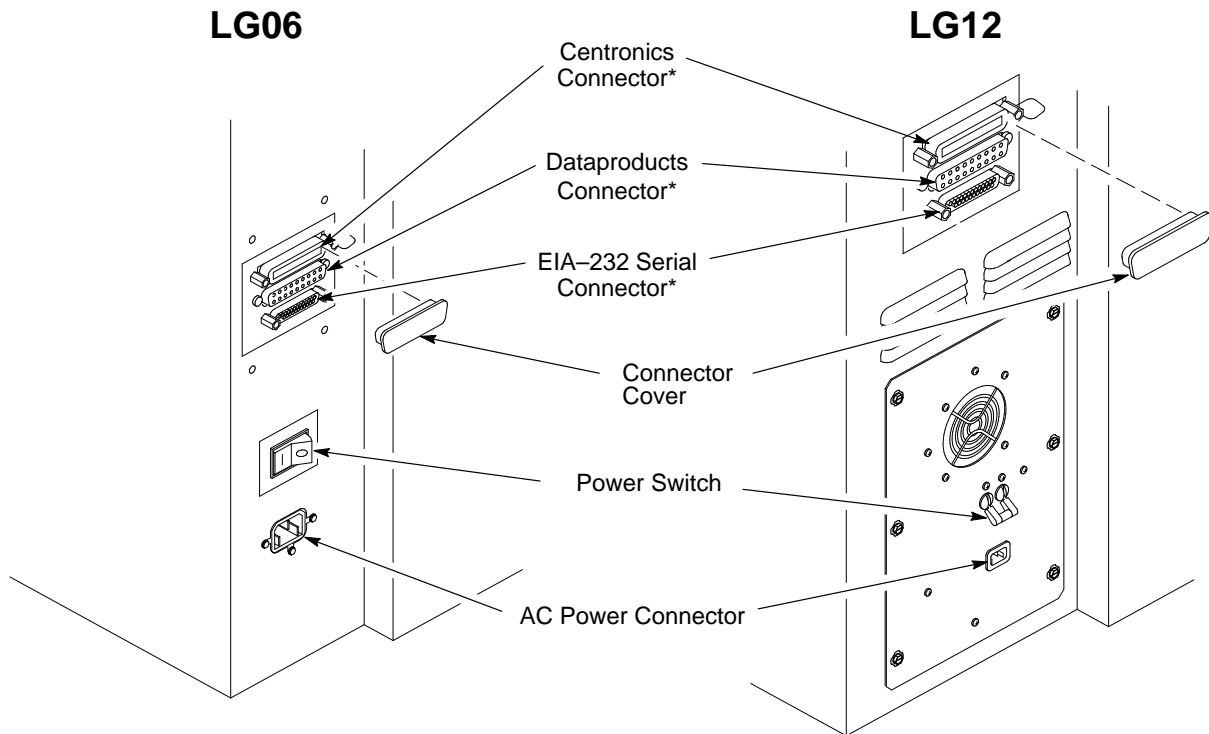 LG06
LG12
Centronics
Connector*
Dataproducts
Connector*
EIA–232 Serial
Connector*
Connector
Cover
Power Switch
AC Power Connector